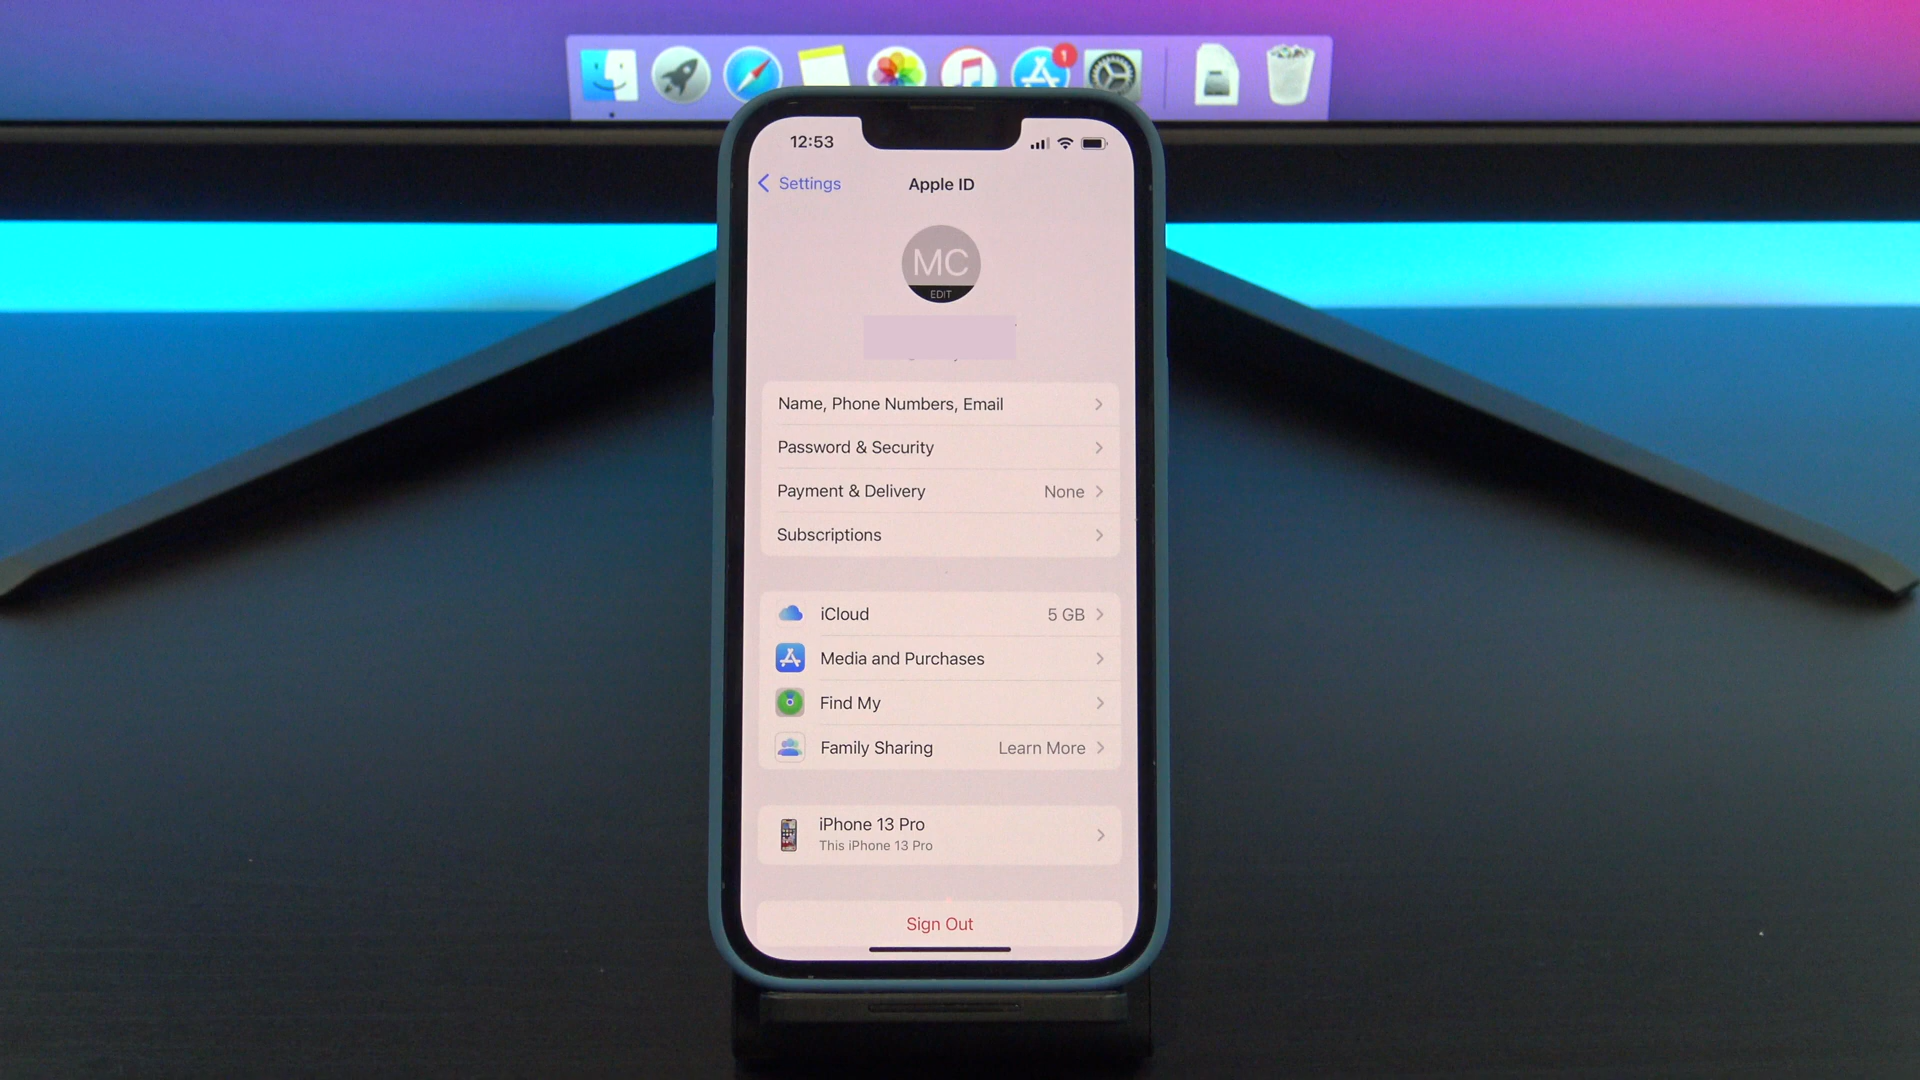 1
12:53
Settings
Apple ID
MC
EDIT
Name, Phone Numbers, Email
Password & Security
Payment & Delivery None
Subscriptions
iCloud 5 GB
Media and Purchases
Find My
Family Sharing Learn More
iPhone 13 Pro
This iPhone 13 Pro
Sign Out